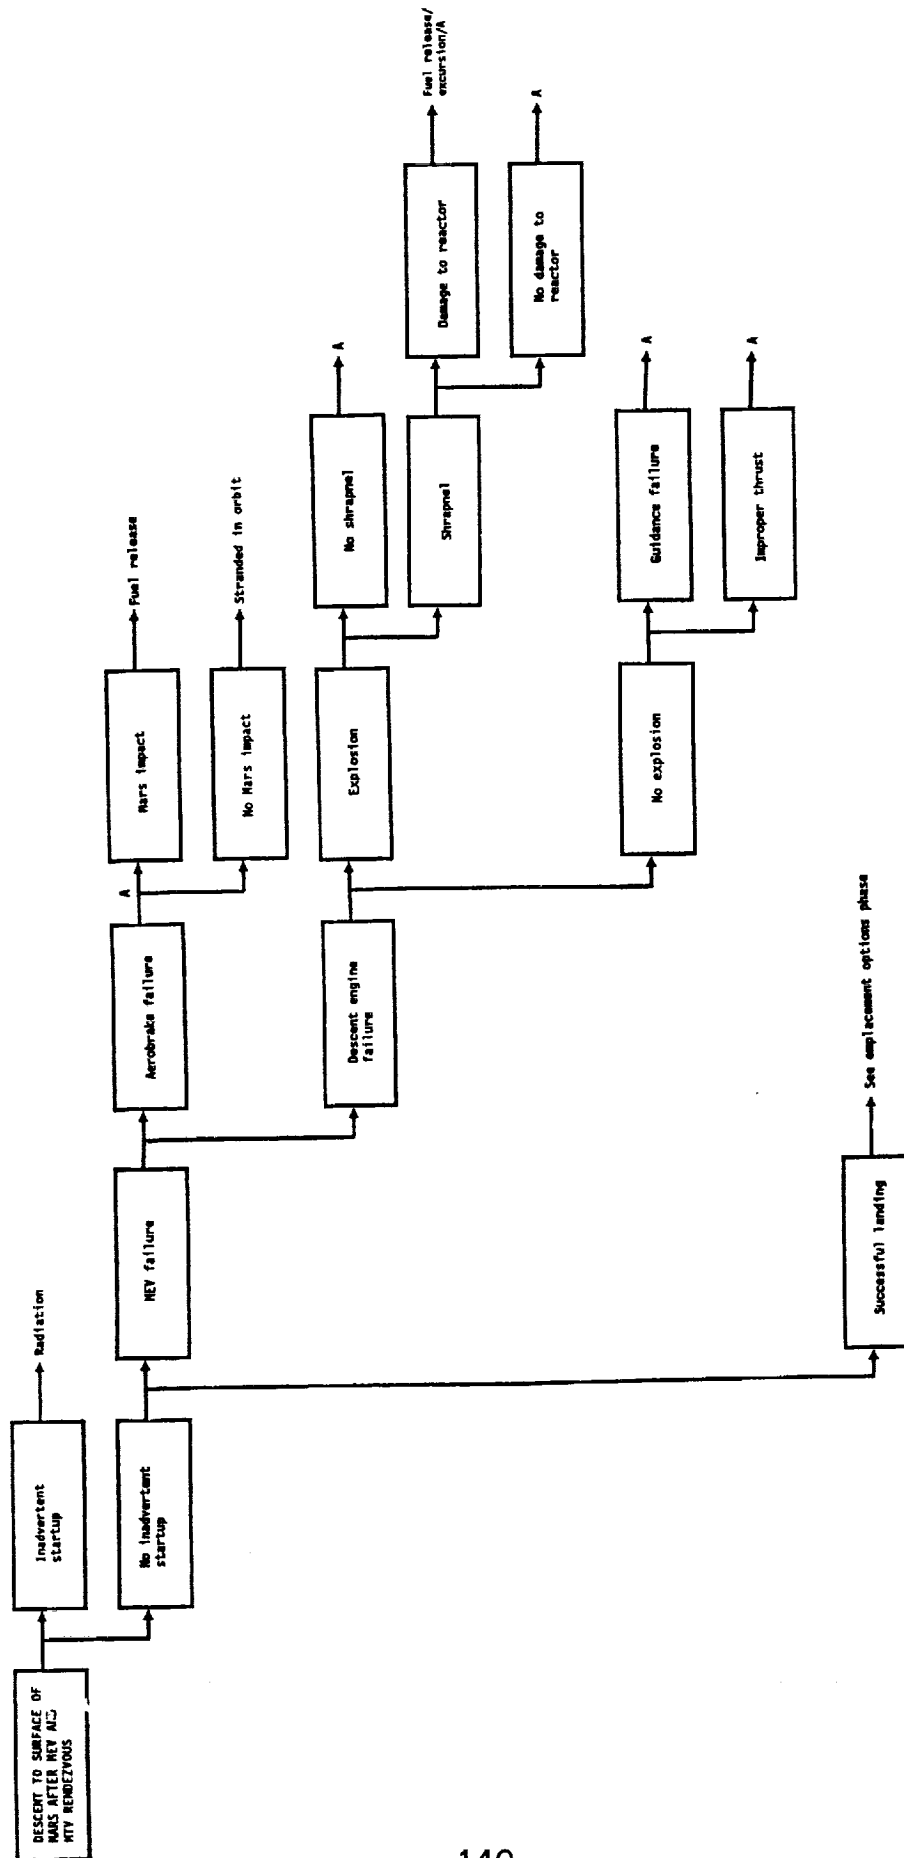 DESCENT TO SURFACE OF
MARS AFTER MEV AND
MTV RENDEZVOUS
Inadvertent
startup
Radiation
No inadvertent
startup
MEV failure
Aerobrake failure
A
Mars impact
Fuel release
No Mars impact
Stranded in orbit
Descent engine
failure
Explosion
No shrapnel
A
Shrapnel
Damage to reactor
Fuel release/
excursion/A
No damage to
reactor
A
No explosion
Guidance failure
A
Improper thrust
A
Successful landing
See emplacement options phase
140